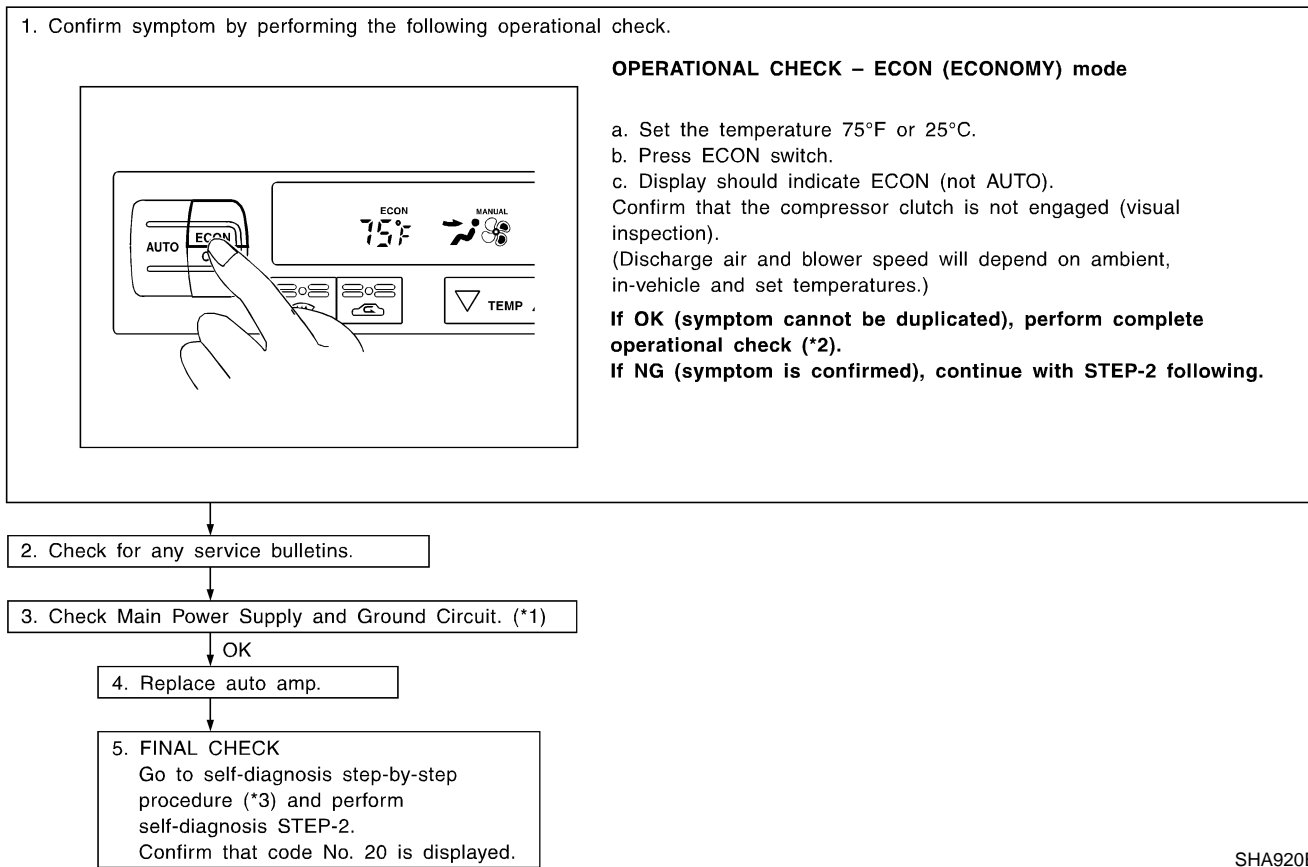 1. Confirm symptom by performing the following operational check.
OPERATIONAL CHECK – ECON (ECONOMY) mode
a. Set the temperature 75°F or 25°C.
b. Press ECON switch.
c. Display should indicate ECON (not AUTO).
Confirm that the compressor clutch is not engaged (visual
inspection).
(Discharge air and blower speed will depend on ambient,
in-vehicle and set temperatures.)
If OK (symptom cannot be duplicated), perform complete
operational check (*2).
If NG (symptom is confirmed), continue with STEP-2 following.
ECON
MANUAL
75°F
AUTO
ECON
TEMP
2. Check for any service bulletins.
3. Check Main Power Supply and Ground Circuit. (*1)
OK
4. Replace auto amp.
5. FINAL CHECK
Go to self-diagnosis step-by-step
procedure (*3) and perform
self-diagnosis STEP-2.
Confirm that code No. 20 is displayed.